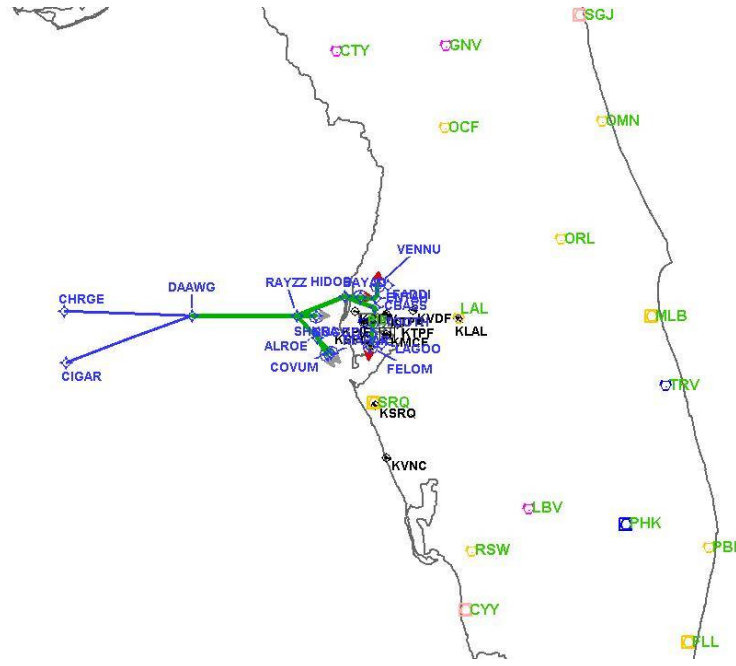 SGJ
CTY
GNV
OCF
OMN
ORL
VENNU
DAAWG
RAYZZ
HIDOB
CHRGE
KVDF
LAL
KLAL
MLB
KTPF
ALROE
KMCF
LAGOO
COVUM
CIGAR
FELOM
TRV
SRQ
KSRQ
KVNC
LBV
PHK
RSW
PBI
CYY
FLL